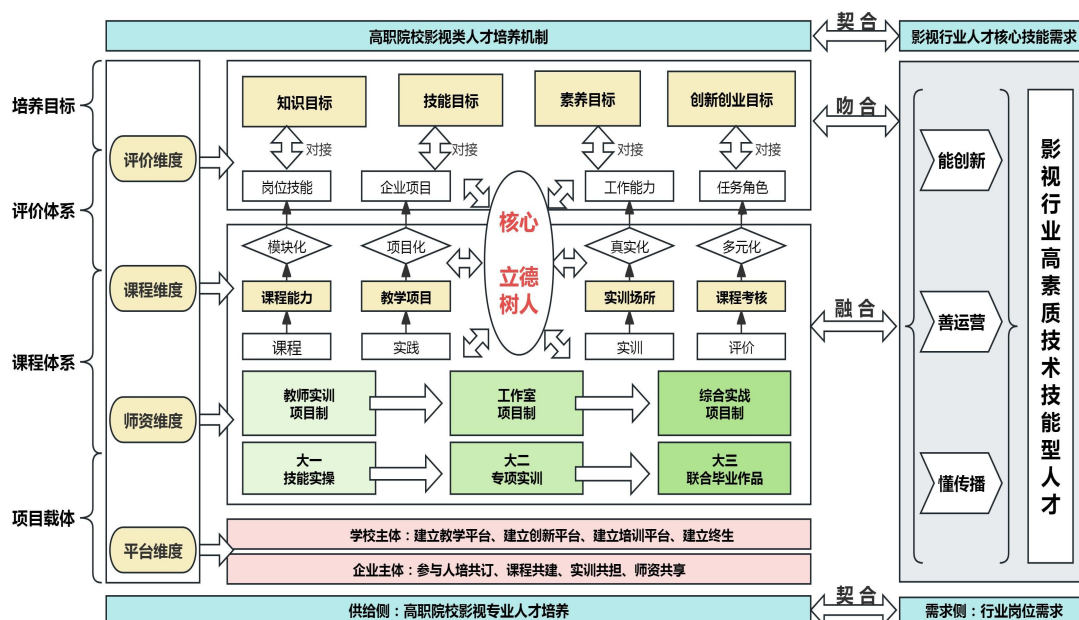 高职院校影视类人才培养机制
契合
影视行业人才核心技能需求
培养目标
评价体系
课程体系
项目载体
评价维度
课程维度
师资维度
平台维度
知识目标
技能目标
素养目标
创新创业目标
对接
对接
对接
对接
岗位技能
企业项目
工作能力
任务角色
核心
立德
树人
模块化
项目化
真实化
多元化
课程能力
教学项目
实训场所
课程考核
课程
实践
实训
评价
教师实训
项目制
工作室
项目制
综合实战
项目制
大一
技能实操
大二
专项实训
大三
联合毕业作品
学校主体：建立教学平台、建立创新平台、建立培训平台、建立终生
企业主体：参与人培共订、课程共建、实训共担、师资共享
吻合
融合
能创新
善运营
懂传播
影视行业高素质技术技能型人才
供给侧：高职院校影视专业人才培养
契合
需求侧：行业岗位需求